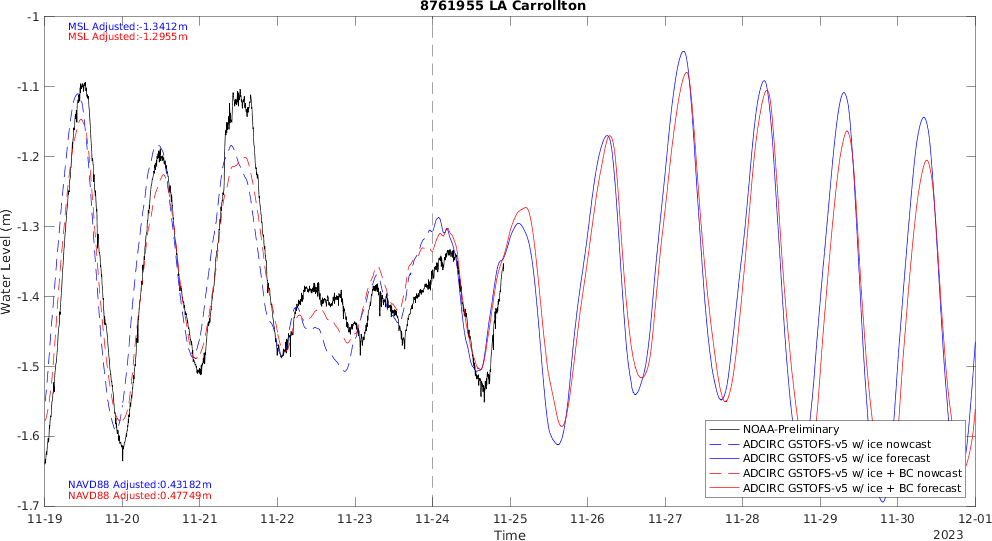 8761955 LA Carrollton
MSL Adjusted:-1.3412m
MSL Adjusted:-1.2955m
-1
-1.1
-1.2
-1.3
-1.4
-1.5
-1.6
-1.7
Water Level (m)
NAVD88 Adjusted:0.43182m
NAVD88 Adjusted:0.47749m
NOAA-Preliminary
ADCIRC GSTOFS-v5 w/ ice nowcast
ADCIRC GSTOFS-v5 w/ ice forecast
ADCIRC GSTOFS-v5 w/ ice + BC nowcast
ADCIRC GSTOFS-v5 w/ ice + BC forecast
11-19 11-20 11-21 11-22 11-23 11-24 11-25 11-26 11-27 11-28 11-29 11-30 12-01
Time
2023